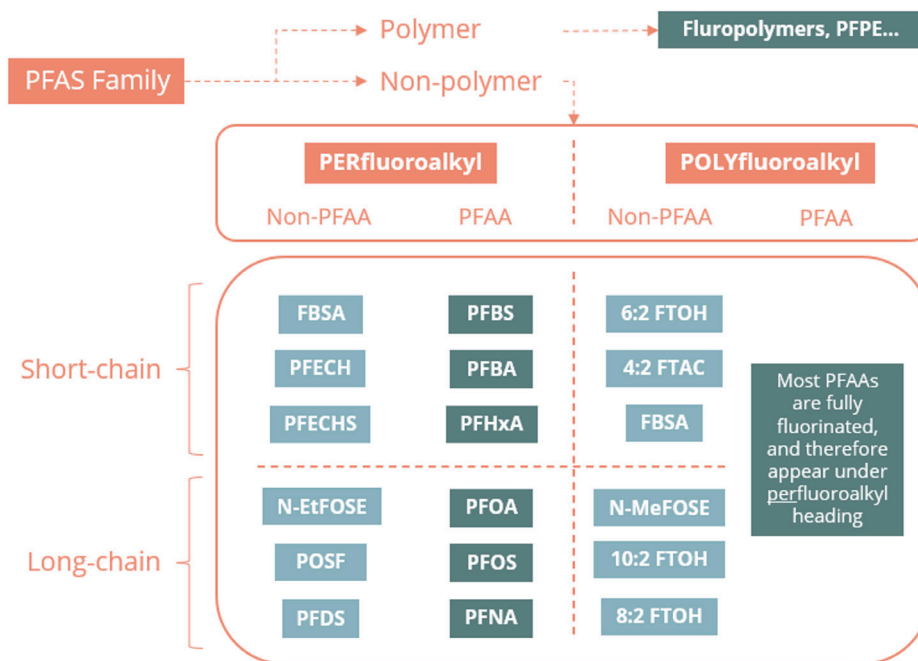 Polymer
Fluropolymers, PFPE...
PFAS Family
Non-polymer
PERfluoroalkyl
POLYfluoroalkyl
Non-PFAA
PFAA
Non-PFAA
PFAA
Short-chain
FBSA
PFBS
6:2 FTOH
PFECH
PFBA
4:2 FTAC
PFECHS
PFHxA
FBSA
Most PFAAs
are fully
fluorinated,
and therefore
appear under
perfluoroalkyl
heading
Long-chain
N-EtFOSE
PFOA
N-MeFOSE
POSF
PFOS
10:2 FTOH
PFDS
PFNA
8:2 FTOH